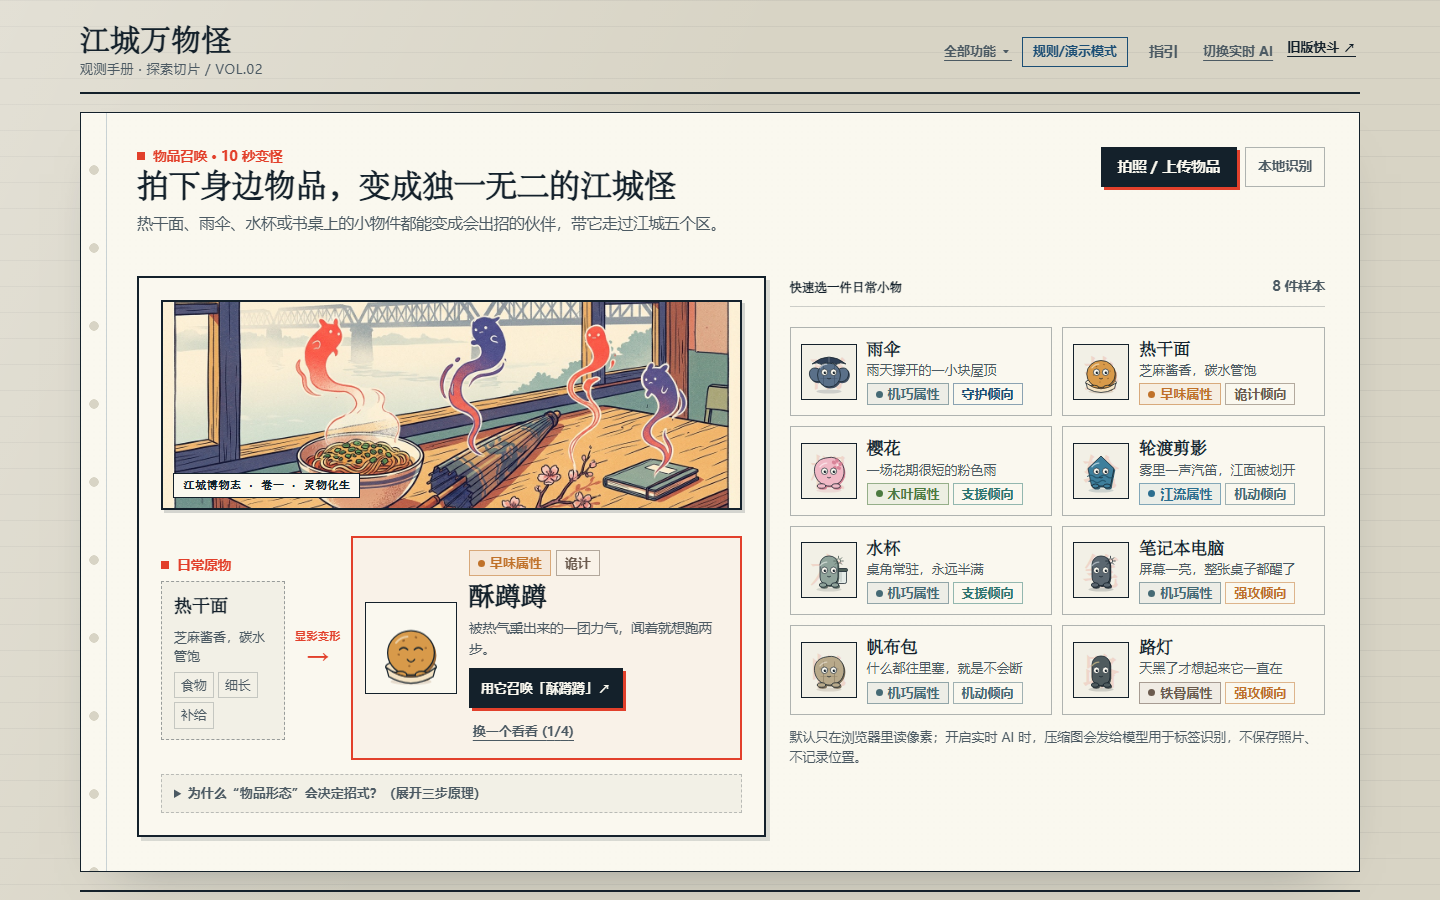 江城万物怪
观测手册 · 探索切片 / VOL.02
全部功能
规则/演示模式
指引
切换实时 AI
旧版快斗 ↗
物品召唤 • 10 秒变怪
拍下身边物品，变成独一无二的江城怪
热干面、雨伞、水杯或书桌上的小物件都能变成会出招的伙伴，带它走过江城五个区。
拍照 / 上传物品
本地识别
江城博物志 · 卷一 · 灵物化生
日常原物
热干面
芝麻酱香，碳水
管饱
食物 细长
补给
显影变形
→
早味属性 诡计
酥蹲蹲
被热气熏出来的一团力气，闻着就想跑两
步。
用它召唤「酥蹲蹲」 ↗
换一个看看 (1/4)
▶ 为什么“物品形态”会决定招式？（展开三步原理）
快速选一件日常小物
8 件样本
雨伞
雨天撑开的一小块屋顶
机巧属性 守护倾向
热干面
芝麻酱香，碳水管饱
早味属性 诡计倾向
樱花
一场花期很短的粉色雨
木叶属性 支援倾向
轮渡剪影
雾里一声汽笛，江面被划开
江流属性 机动倾向
水杯
桌角常驻，永远半满
机巧属性 支援倾向
笔记本电脑
屏幕一亮，整张桌子都醒了
机巧属性 强攻倾向
帆布包
什么都往里塞，就是不会断
机巧属性 机动倾向
路灯
天黑了才想起来它一直在
铁骨属性 强攻倾向
默认只在浏览器里读像素；开启实时 AI 时，压缩图会发给模型用于标签识别，不保存照片、
不记录位置。